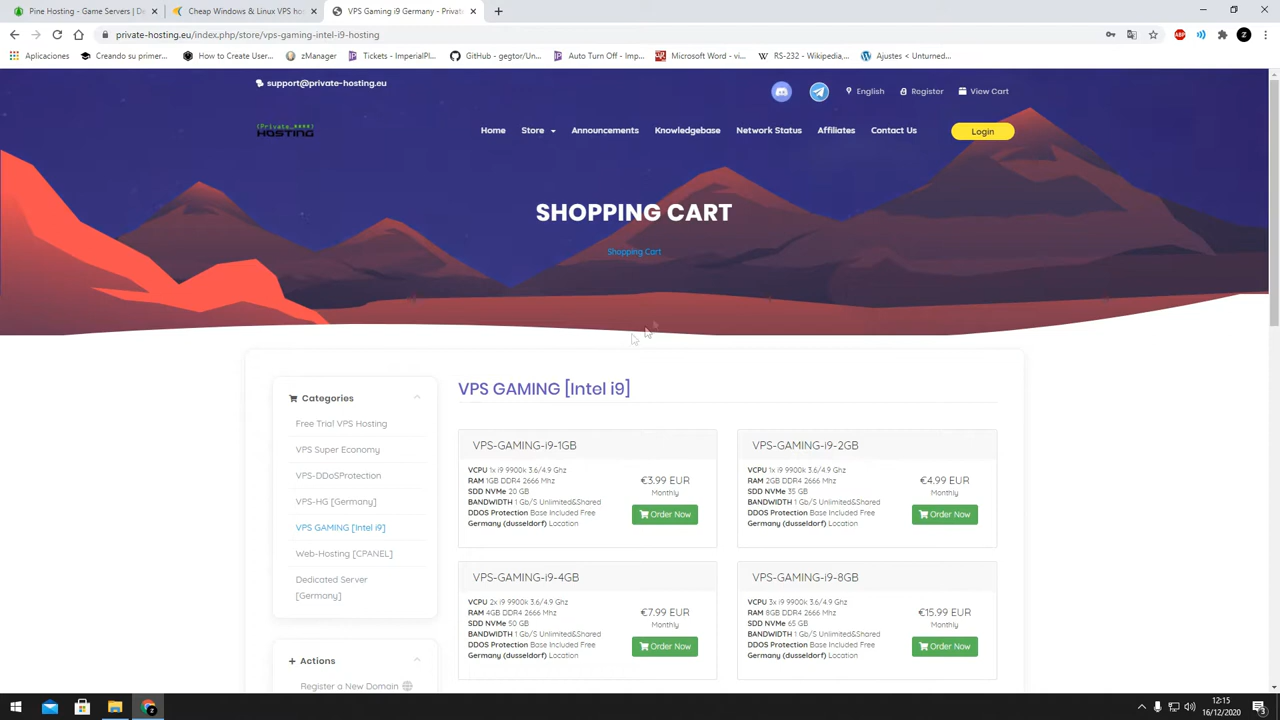 Pine Hosting - Game Servers | De
Cheap Windows & Linux VPS ho
VPS Gaming i9 Germany - Private
private-hosting.eu/index.php/store/vps-gaming-intel-i9-hosting
Aplicaciones
Creando su primer...
How to Create User...
zManager
Tickets - ImperialPl...
GitHub - gegtor/Un...
Auto Turn Off - Imp...
Microsoft Word - vi...
RS-232 - Wikipedia,...
Ajustes < Unturned...
support@private-hosting.eu
English
Register
View Cart
HOSTING
Home
Store
Announcements
Knowledgebase
Network Status
Affiliates
Contact Us
Login
SHOPPING CART
Shopping Cart
Categories
Free Trial VPS Hosting
VPS Super Economy
VPS-DDoSProtection
VPS-HG [Germany]
VPS GAMING [Intel i9]
Web-Hosting [CPANEL]
Dedicated Server
[Germany]
Actions
Register a New Domain
VPS GAMING [Intel i9]
VPS-GAMING-i9-1GB
VCPU 1x i9 9900k 3.6/4.9 Ghz
RAM 1GB DDR4 2666 Mhz
SDD NVMe 20 GB
BANDWIDTH 1 Gb/S Unlimited&Shared
DDOS Protection Base Included Free
Germany (dusseldorf) Location
€3.99 EUR
Monthly
Order Now
VPS-GAMING-i9-2GB
VCPU 1x i9 9900k 3.6/4.9 Ghz
RAM 2GB DDR4 2666 Mhz
SDD NVMe 35 GB
BANDWIDTH 1 Gb/S Unlimited&Shared
DDOS Protection Base Included Free
Germany (dusseldorf) Location
€4.99 EUR
Monthly
Order Now
VPS-GAMING-i9-4GB
VCPU 2x i9 9900k 3.6/4.9 Ghz
RAM 4GB DDR4 2666 Mhz
SDD NVMe 50 GB
BANDWIDTH 1 Gb/S Unlimited&Shared
DDOS Protection Base Included Free
Germany (dusseldorf) Location
€7.99 EUR
Monthly
Order Now
VPS-GAMING-i9-8GB
VCPU 3x i9 9900k 3.6/4.9 Ghz
RAM 8GB DDR4 2666 Mhz
SDD NVMe 65 GB
BANDWIDTH 1 Gb/S Unlimited&Shared
DDOS Protection Base Included Free
Germany (dusseldorf) Location
€15.99 EUR
Monthly
Order Now
12:15
16/12/2020